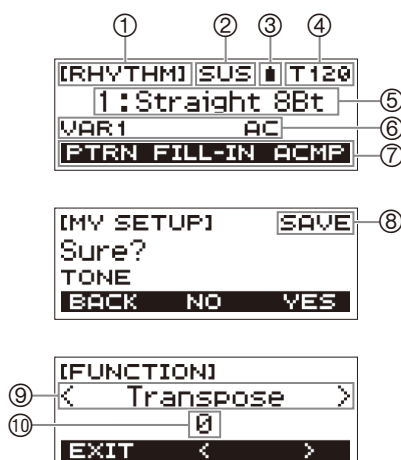 ① ② ③ ④
[RHYTHM] SUS T120
1:Straight 8Bt ⑤
VAR1 AC ⑥
PTRN FILL-IN ACMP ⑦
[MY SETUP] SAVE ⑧
Sure?
TONE
BACK NO YES
[FUNCTION]
⑨ < Transpose >
⑩ 0
EXIT < >